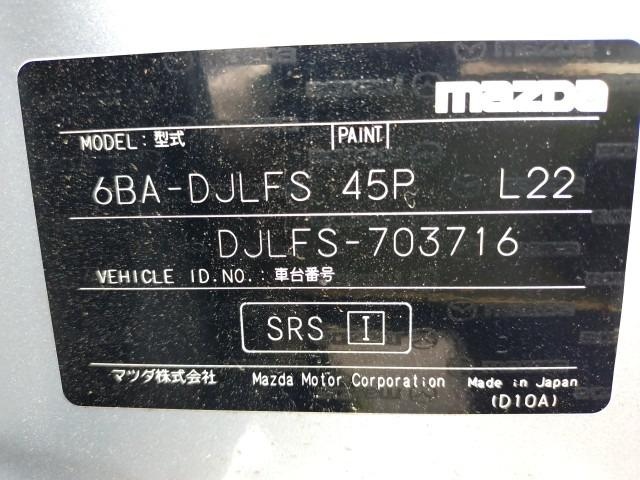 mazda
MODEL: 型式 PAINT
6BA-DJLFS 45P L22
DJLFS-703716
VEHICLE ID.NO.: 車台番号
SRS I
マツダ株式会社 Mazda Motor Corporation Made in Japan
(D10A)